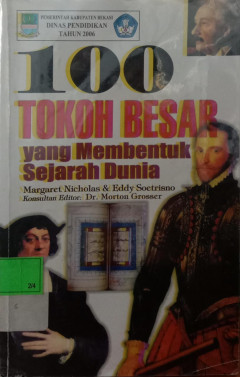 PEMERINTAH KABUPATEN BEKASI
DINAS PENDIDIKAN
TAHUN 2006
100
TOKOH BESAR
yang Membentuk
Sejarah Dunia
Margaret Nicholas & Eddy Soetrisno
Konsultan Editor: Dr. Morton Grosser